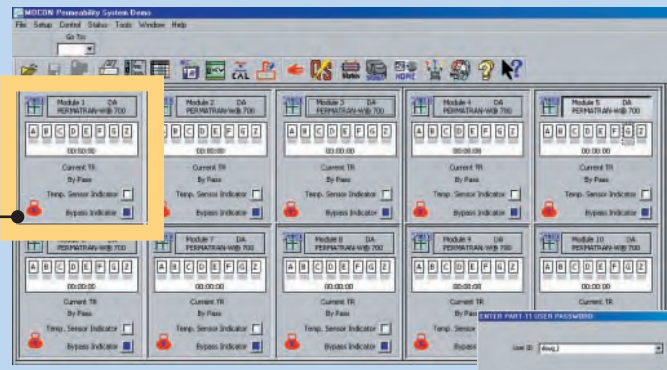 MOCON Permeability System Demo
File Setup Control Status Tools Window Help
Go To:
CAL
Status
HOME
Module 1 DA
PERMATRAN-W® 700
A B C D E F G Z
00:00:00
Current TR
By Pass
Temp. Sensor Indicator
Bypass Indicator
Module 2 DA
PERMATRAN-W® 700
A B C D E F G Z
00:00:00
Current TR
By Pass
Temp. Sensor Indicator
Bypass Indicator
Module 3 DA
PERMATRAN-W® 700
A B C D E F G Z
00:00:00
Current TR
By Pass
Temp. Sensor Indicator
Bypass Indicator
Module 4 DA
PERMATRAN-W® 700
A B C D E F G Z
00:00:00
Current TR
By Pass
Temp. Sensor Indicator
Bypass Indicator
Module 5 DA
PERMATRAN-W® 700
A B C D E F G Z
00:00:00
Current TR
By Pass
Temp. Sensor Indicator
Bypass Indicator
PERMATRAN-W® 700
A B C D E F G Z
00:00:00
Current TR
By Pass
Temp. Sensor Indicator
Bypass Indicator
Module 7 DA
PERMATRAN-W® 700
A B C D E F G Z
00:00:00
Current TR
By Pass
Temp. Sensor Indicator
Bypass Indicator
Module 8 DA
PERMATRAN-W® 700
A B C D E F G Z
00:00:00
Current TR
By Pass
Temp. Sensor Indicator
Bypass Indicator
Module 9 DA
PERMATRAN-W® 700
A B C D E F G Z
00:00:00
Current TR
By Pass
Temp. Sensor
Bypass
Module 10 DA
PERMATRAN-W® 700
A B C D E F G Z
00:00:00
Current TR
ENTER PART-11 USER PASSWORD
User ID